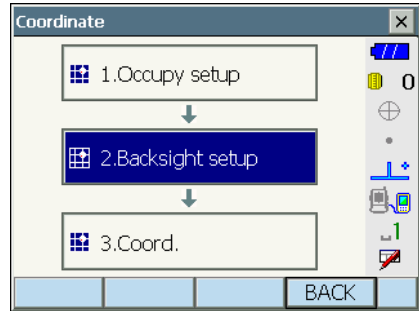 Coordinate
1.Occupy setup
0
2.Backsight setup
3.Coord.
1
BACK